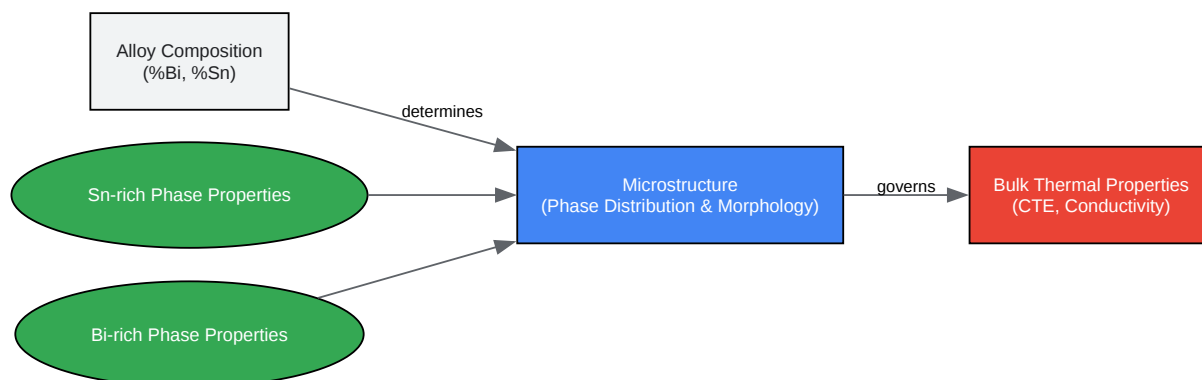 Alloy Composition
(%Bi, %Sn)
determines
Sn-rich Phase Properties
Microstructure
(Phase Distribution & Morphology)
governs
Bulk Thermal Properties
(CTE, Conductivity)
Bi-rich Phase Properties